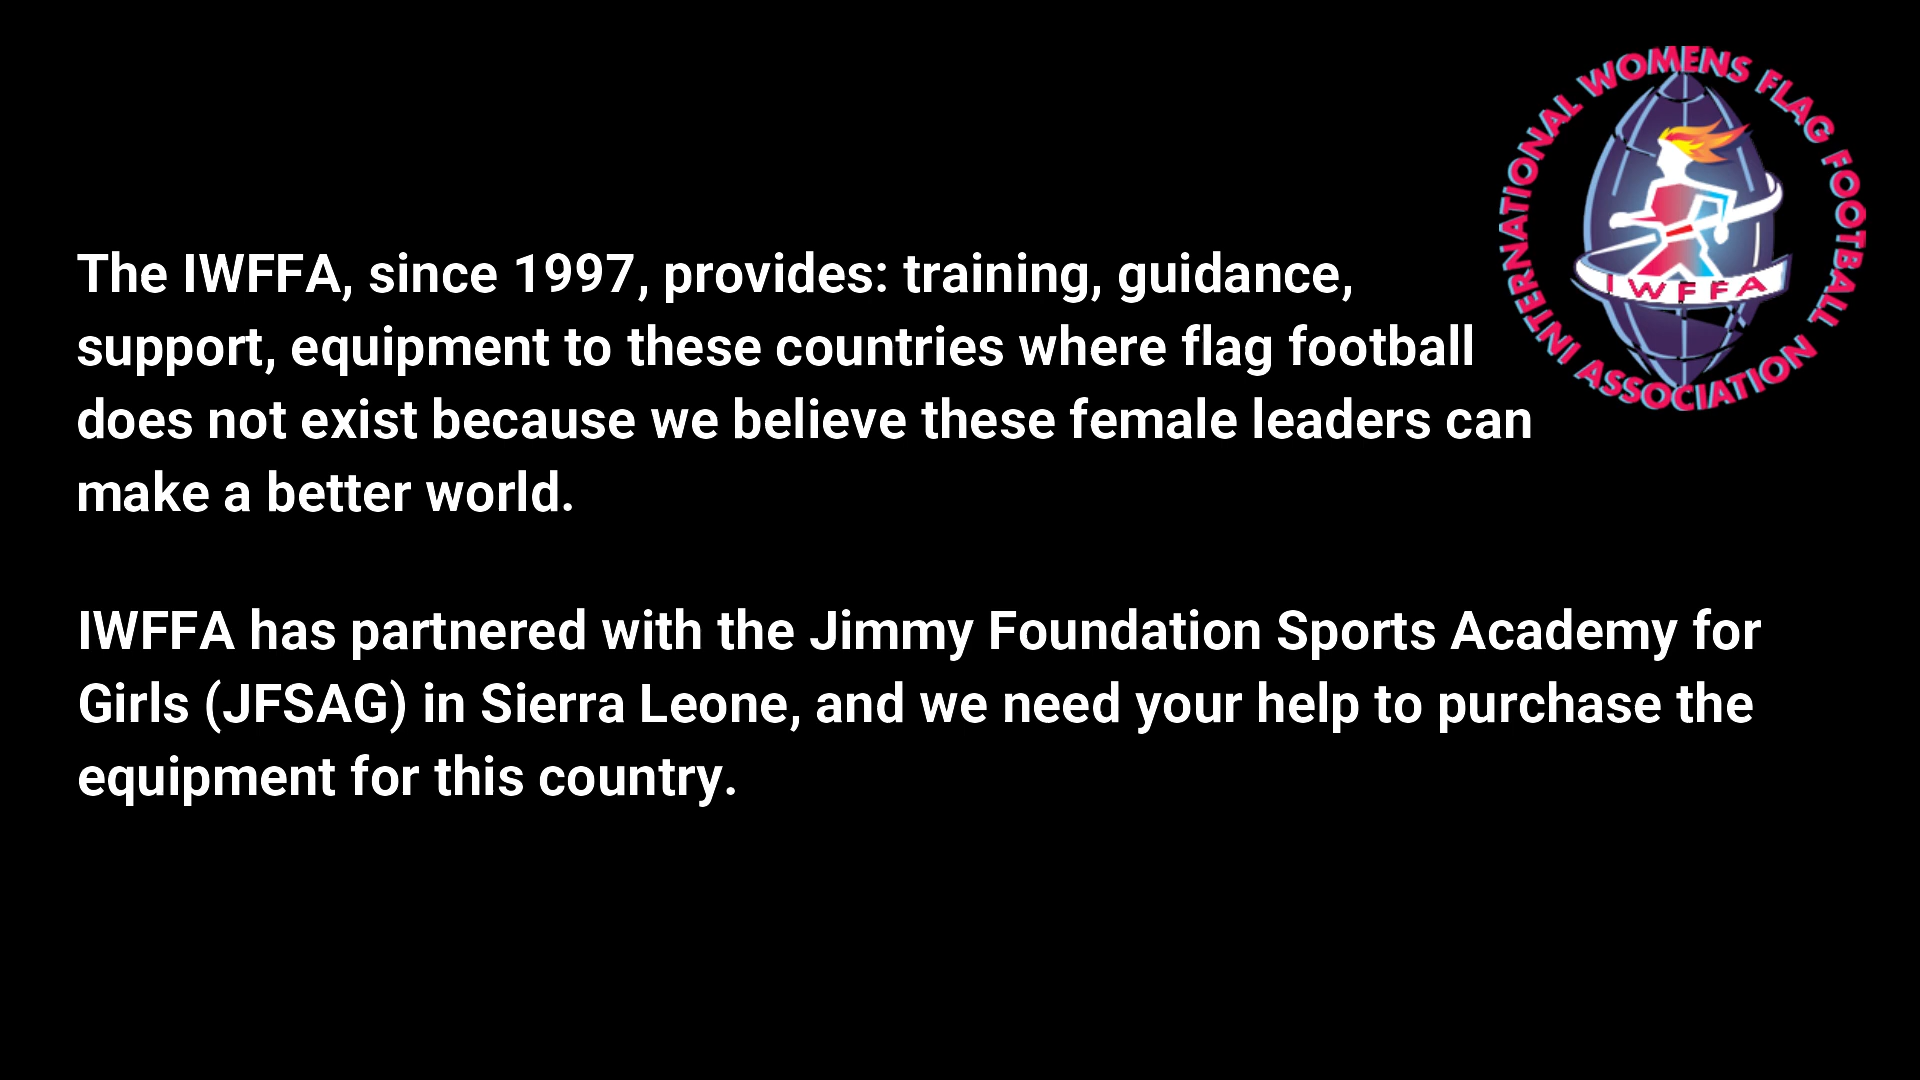 INTERNATIONAL WOMENS FLAG FOOTBALL ASSOCIATION
IWFFA
The IWFFA, since 1997, provides: training, guidance,
support, equipment to these countries where flag football
does not exist because we believe these female leaders can
make a better world.
IWFFA has partnered with the Jimmy Foundation Sports Academy for
Girls (JFSAG) in Sierra Leone, and we need your help to purchase the
equipment for this country.